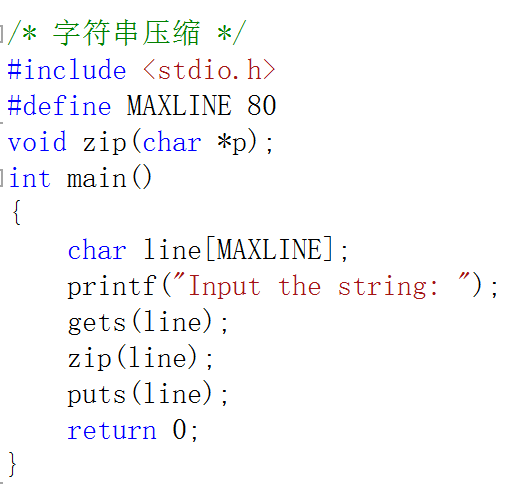 /* 字符串压缩 */
#include <stdio.h>
#define MAXLINE 80
void zip(char *p);
int main()
{
    char line[MAXLINE];
    printf("Input the string: ");
    gets(line);
    zip(line);
    puts(line);
    return 0;
}